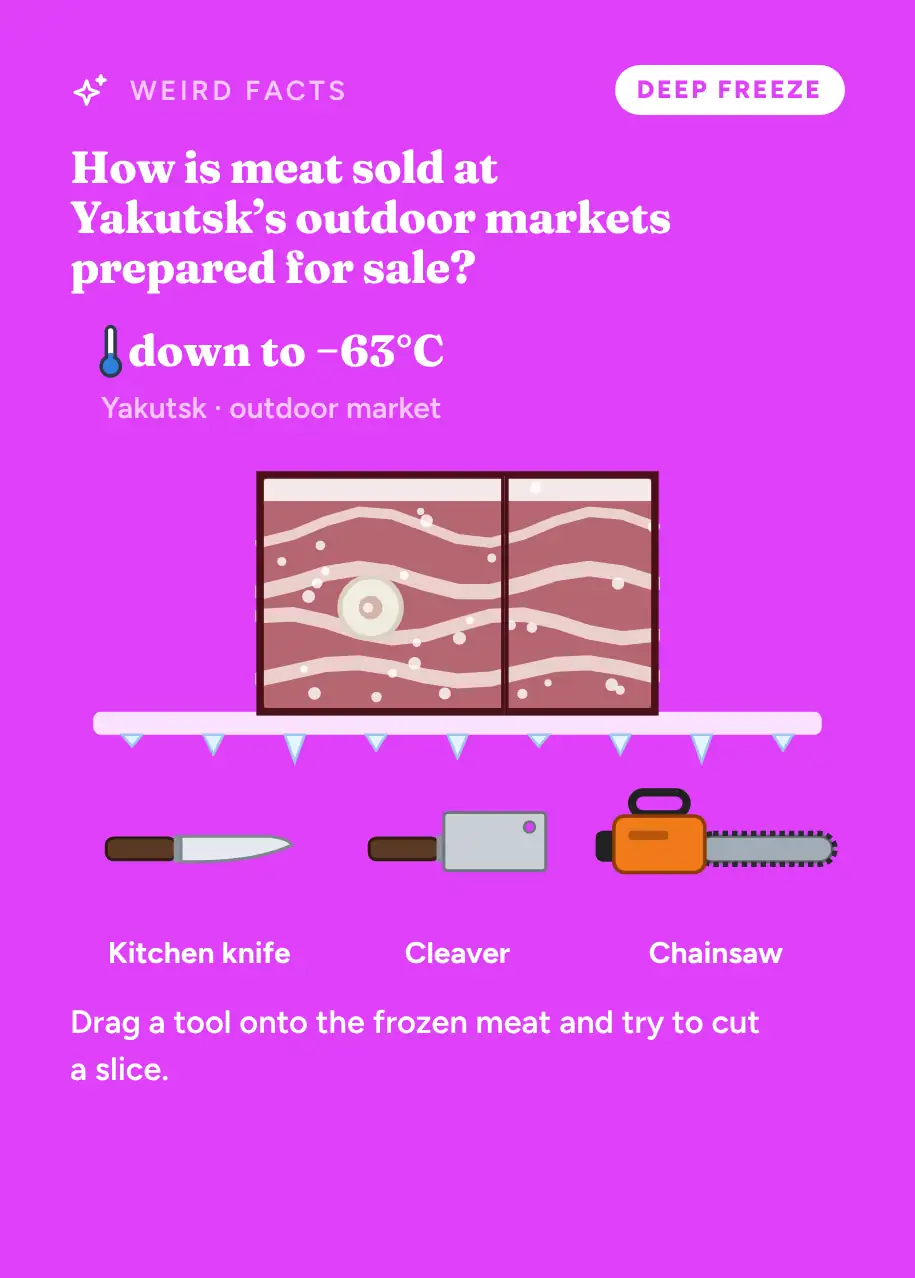 WEIRD FACTS
DEEP FREEZE
How is meat sold at
Yakutsk’s outdoor markets
prepared for sale?
down to −63°C
Yakutsk · outdoor market
Kitchen knife
Cleaver
Chainsaw
Drag a tool onto the frozen meat and try to cut
a slice.